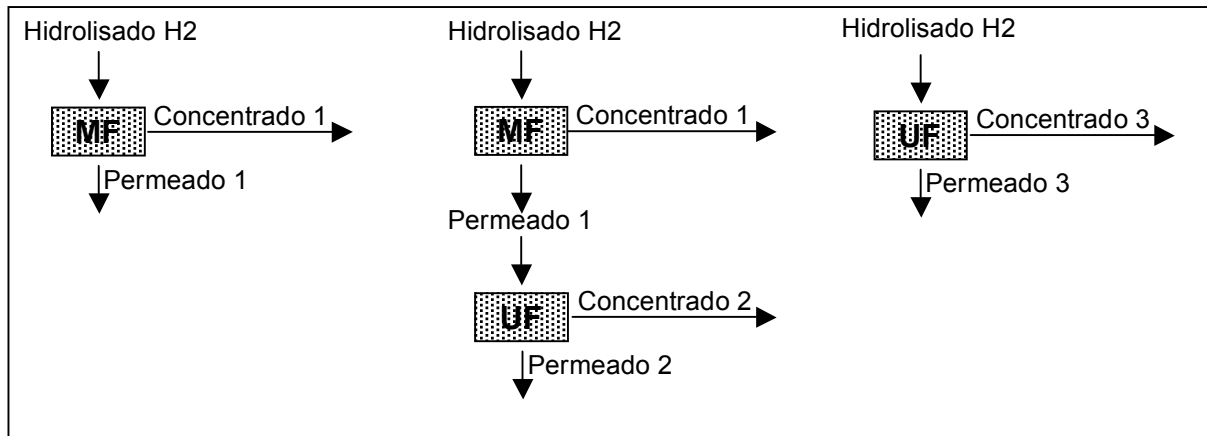 Hidrolisado H2
MF
Concentrado 1
Permeado 1
Hidrolisado H2
MF
Concentrado 1
Permeado 1
UF
Concentrado 2
Permeado 2
Hidrolisado H2
UF
Concentrado 3
Permeado 3